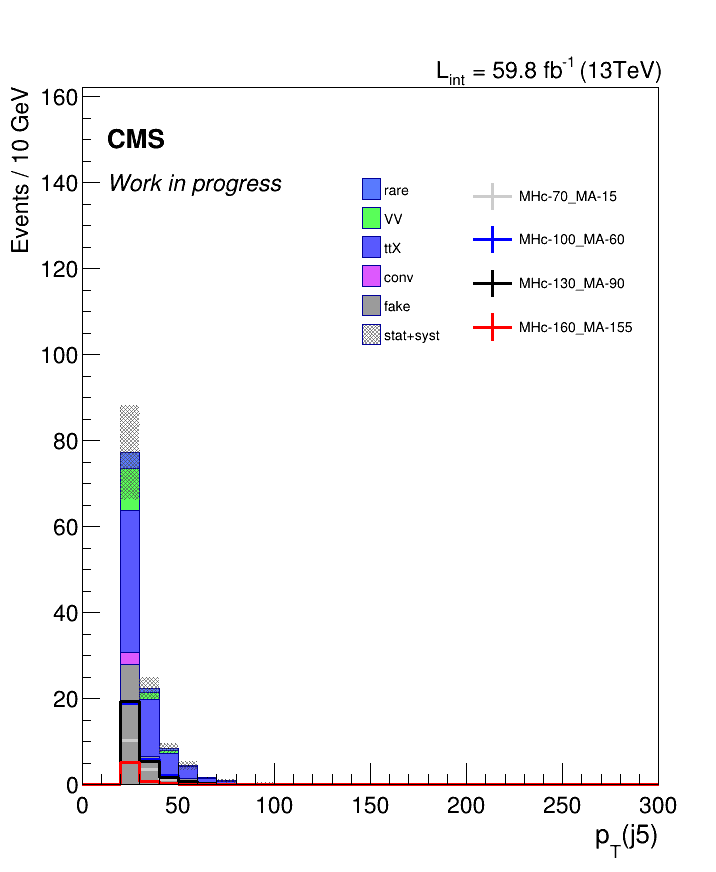 L_int = 59.8 fb^-1 (13TeV)
Events / 10 GeV
CMS
Work in progress
rare
VV
ttX
conv
fake
stat+syst
MHc-70_MA-15
MHc-100_MA-60
MHc-130_MA-90
MHc-160_MA-155
160
140
120
100
80
60
40
20
0
0 50 100 150 200 250 300
p_T(j5)